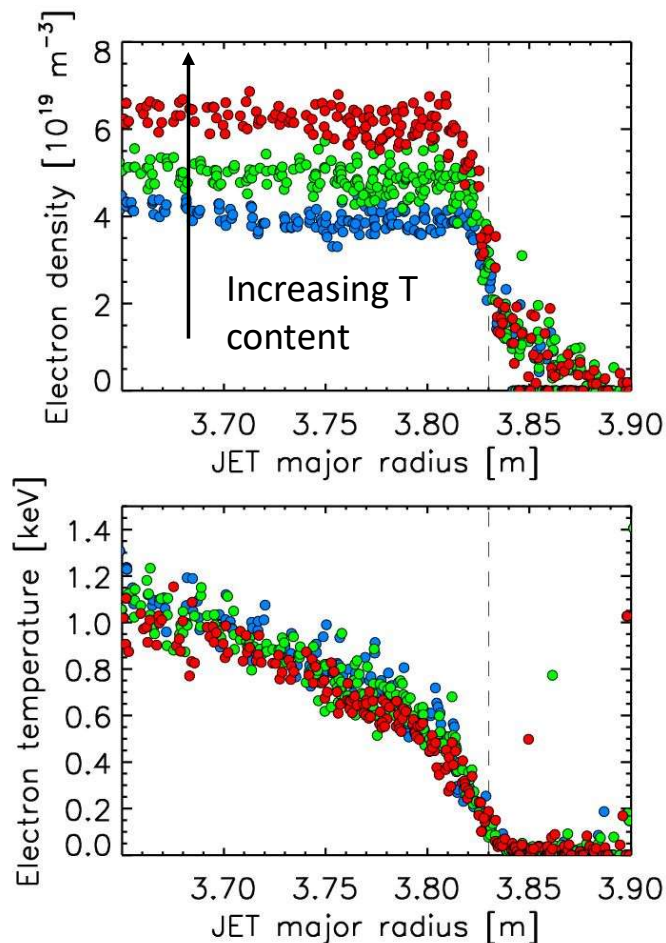 8
6
4
2
0
Electron density [10¹⁹ m⁻³]
Increasing T
content
3.70 3.75 3.80 3.85 3.90
JET major radius [m]
1.4
1.2
1.0
0.8
0.6
0.4
0.2
0.0
Electron temperature [keV]
3.70 3.75 3.80 3.85 3.90
JET major radius [m]